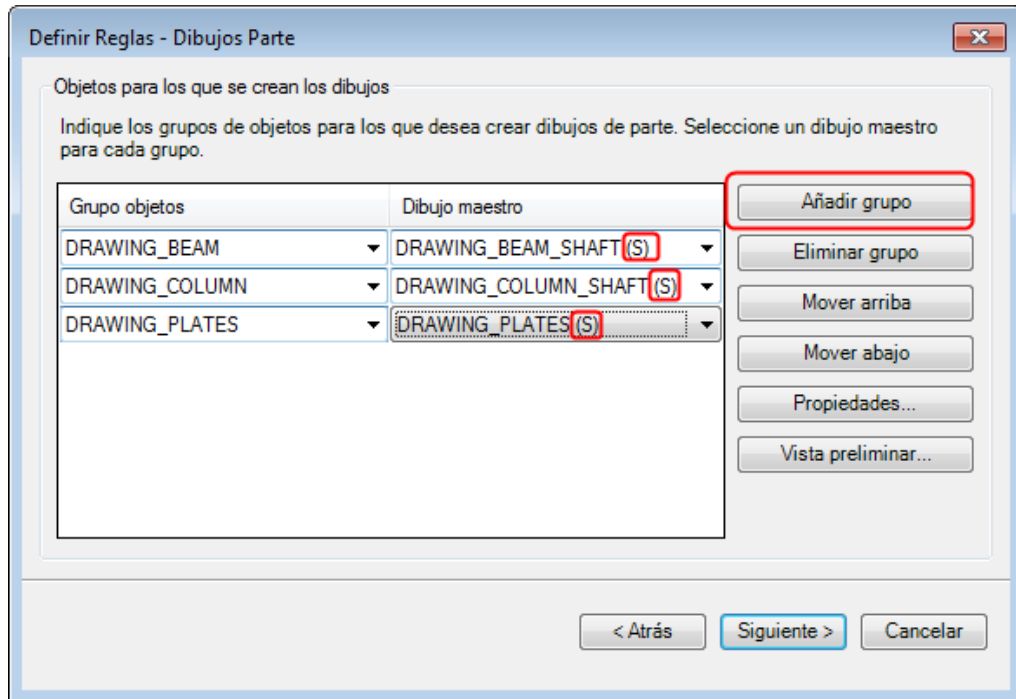 Definir Reglas - Dibujos Parte
Objetos para los que se crean los dibujos
Indique los grupos de objetos para los que desea crear dibujos de parte. Seleccione un dibujo maestro
para cada grupo.
Grupo objetos Dibujo maestro
DRAWING_BEAM DRAWING_BEAM_SHAFT (S)
DRAWING_COLUMN DRAWING_COLUMN_SHAFT (S)
DRAWING_PLATES DRAWING_PLATES (S)
Añadir grupo
Eliminar grupo
Mover arriba
Mover abajo
Propiedades...
Vista preliminar...
< Atrás Siguiente > Cancelar